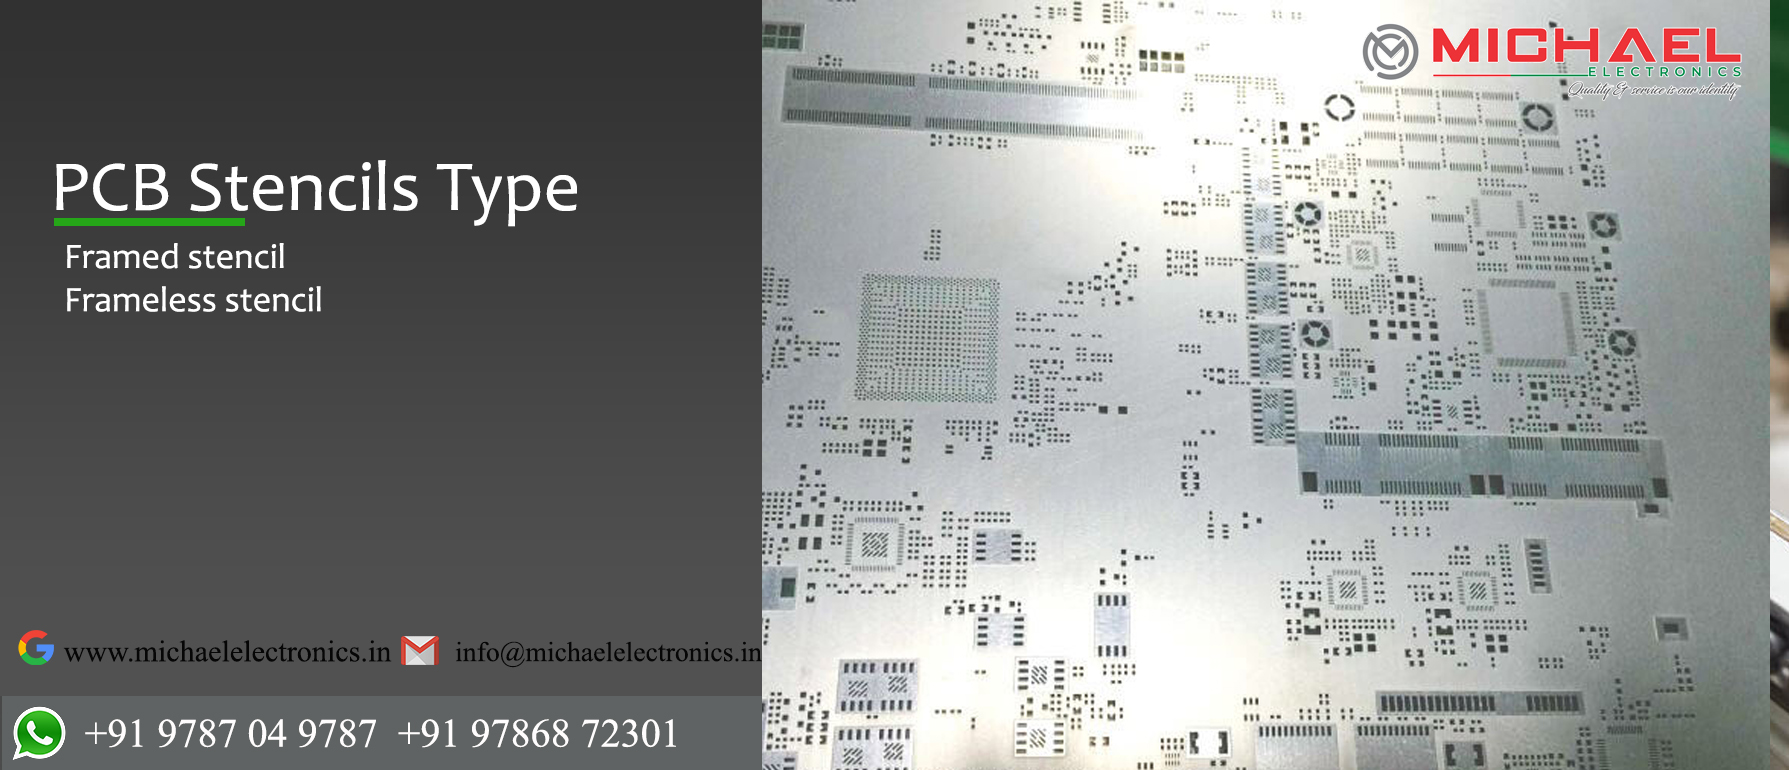 MICHAEL
ELECTRONICS
Quality & service is our identity
PCB Stencils Type
Framed stencil
Frameless stencil
www.michaelelectronics.in info@michaelelectronics.in
+91 9787 04 9787 +91 97868 72301